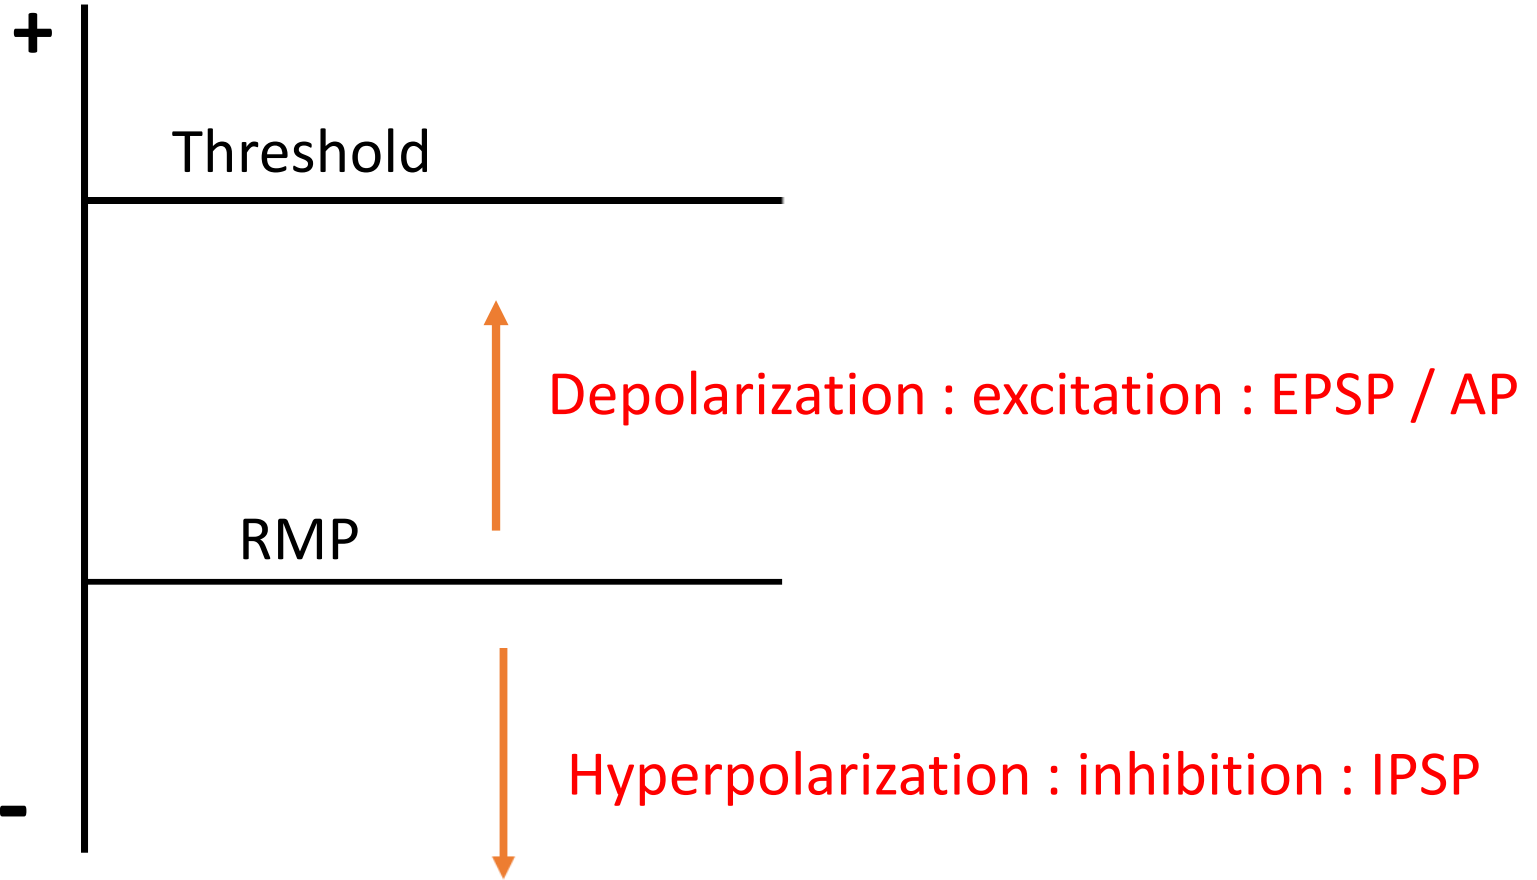 +
Threshold
Depolarization : excitation : EPSP / AP
RMP
Hyperpolarization : inhibition : IPSP
-